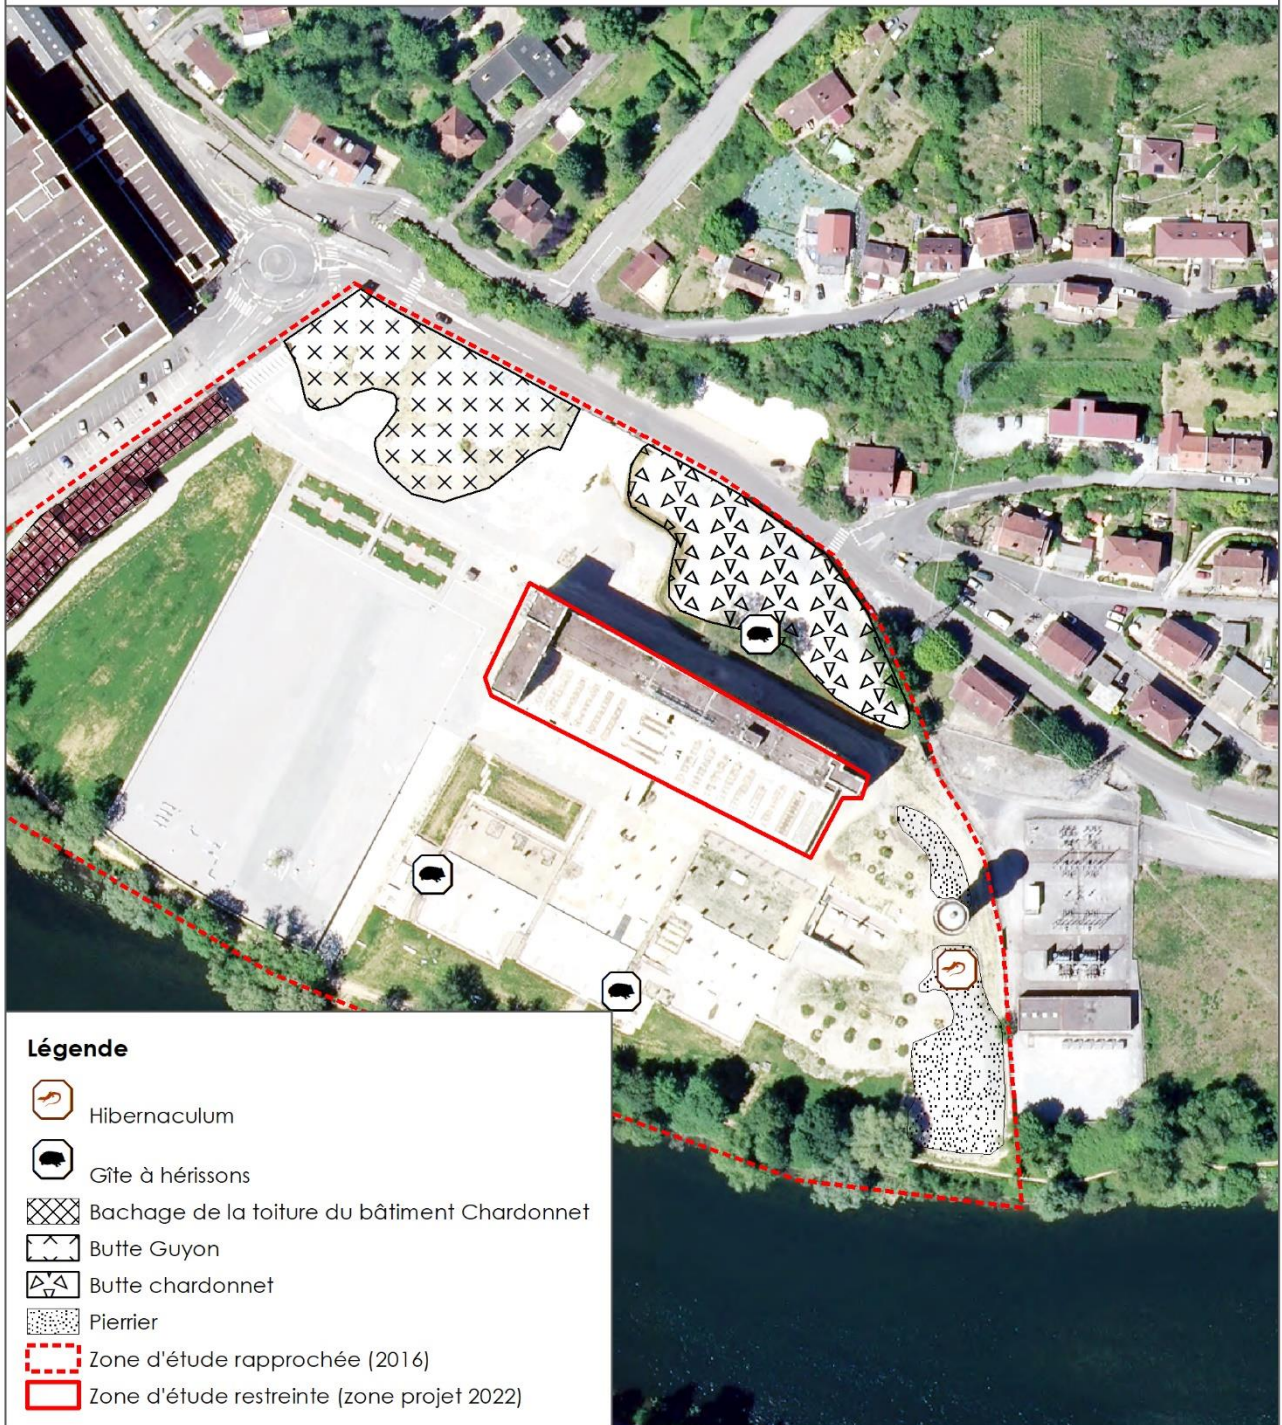 Légende
Hibernaculum
Gîte à hérissons
Bachage de la toiture du bâtiment Chardonnet
Butte Guyon
Butte chardonnet
Pierrier
Zone d'étude rapprochée (2016)
Zone d'étude restreinte (zone projet 2022)